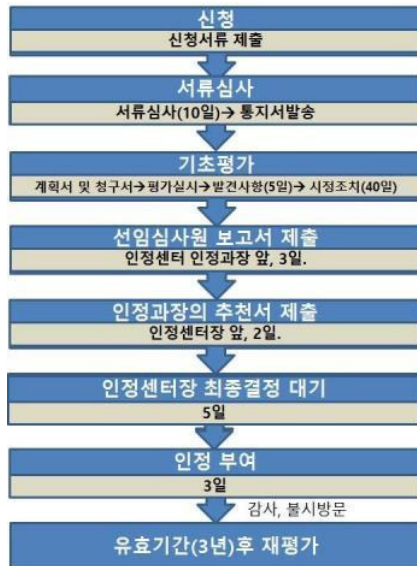 신청
신청서류 제출
서류심사
서류심사(10일)→ 통지서발송
기초평가
계획서 및 청구서→평가실시→발견사항(5일)→ 시정조치(40일)
선임심사원 보고서 제출
인정센터 인정과장 앞, 3일.
인정과장의 추천서 제출
인정센터장 앞, 2일.
인정센터장 최종결정 대기
5일
인정 부여
3일
감사, 불시방문
유효기간(3년)후 재평가